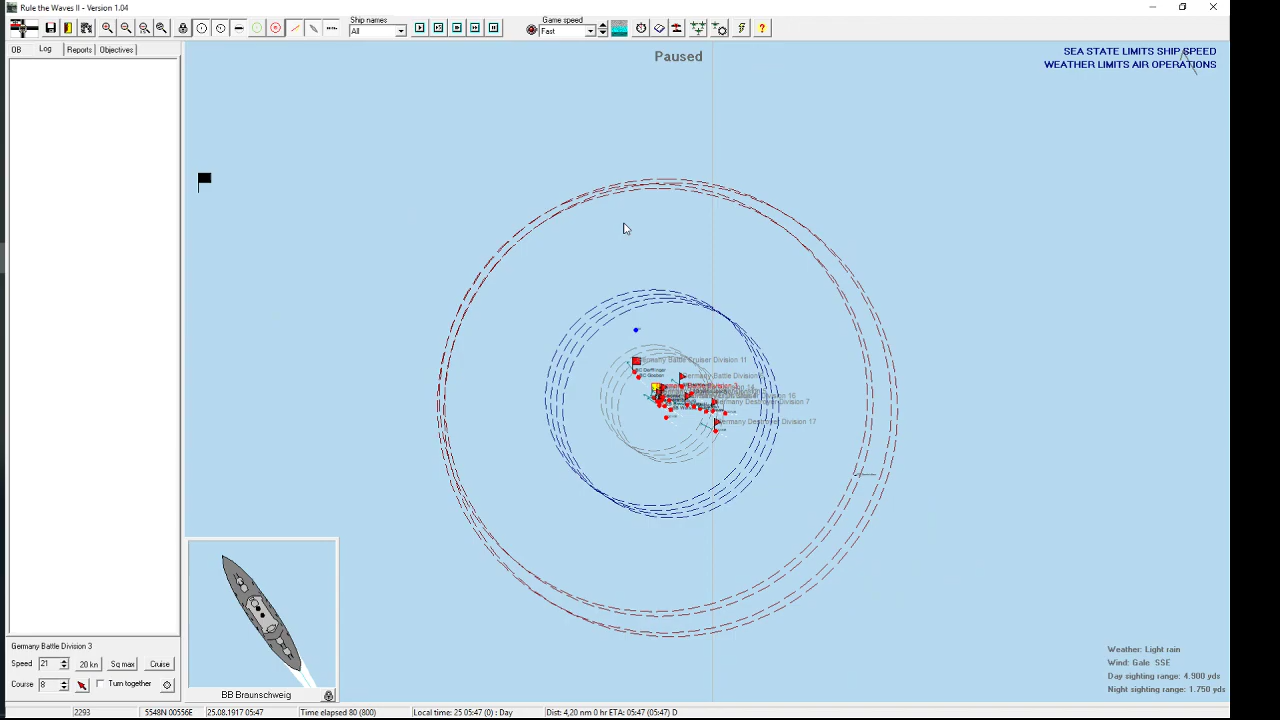 Rule the Waves II - Version 1.04
Ship names
All
Game speed
Fast
OB
Log
Reports
Objectives
Paused
SEA STATE LIMITS SHIP SPEED
WEATHER LIMITS AIR OPERATIONS
Germany Battle Cruiser Division 11
BC Derfflinger
BC Goeben
Germany Battle Division
Germany Destroyer Division 7
Germany Destroyer Division 17
Germany Battle Division 3
Speed 21 20 kn Sq max Cruise
Course 8 Turn together
BB Braunschweig
Weather: Light rain
Wind: Gale SSE
Day sighting range: 4.900 yds
Night sighting range: 1.750 yds
2293 5548N 00556E 25.08.1917 05:47 Time elapsed 80 (800) Local time: 25 05:47 (0) : Day Dist: 4,20 nm 0 hr ETA: 05:47 (05:47) D